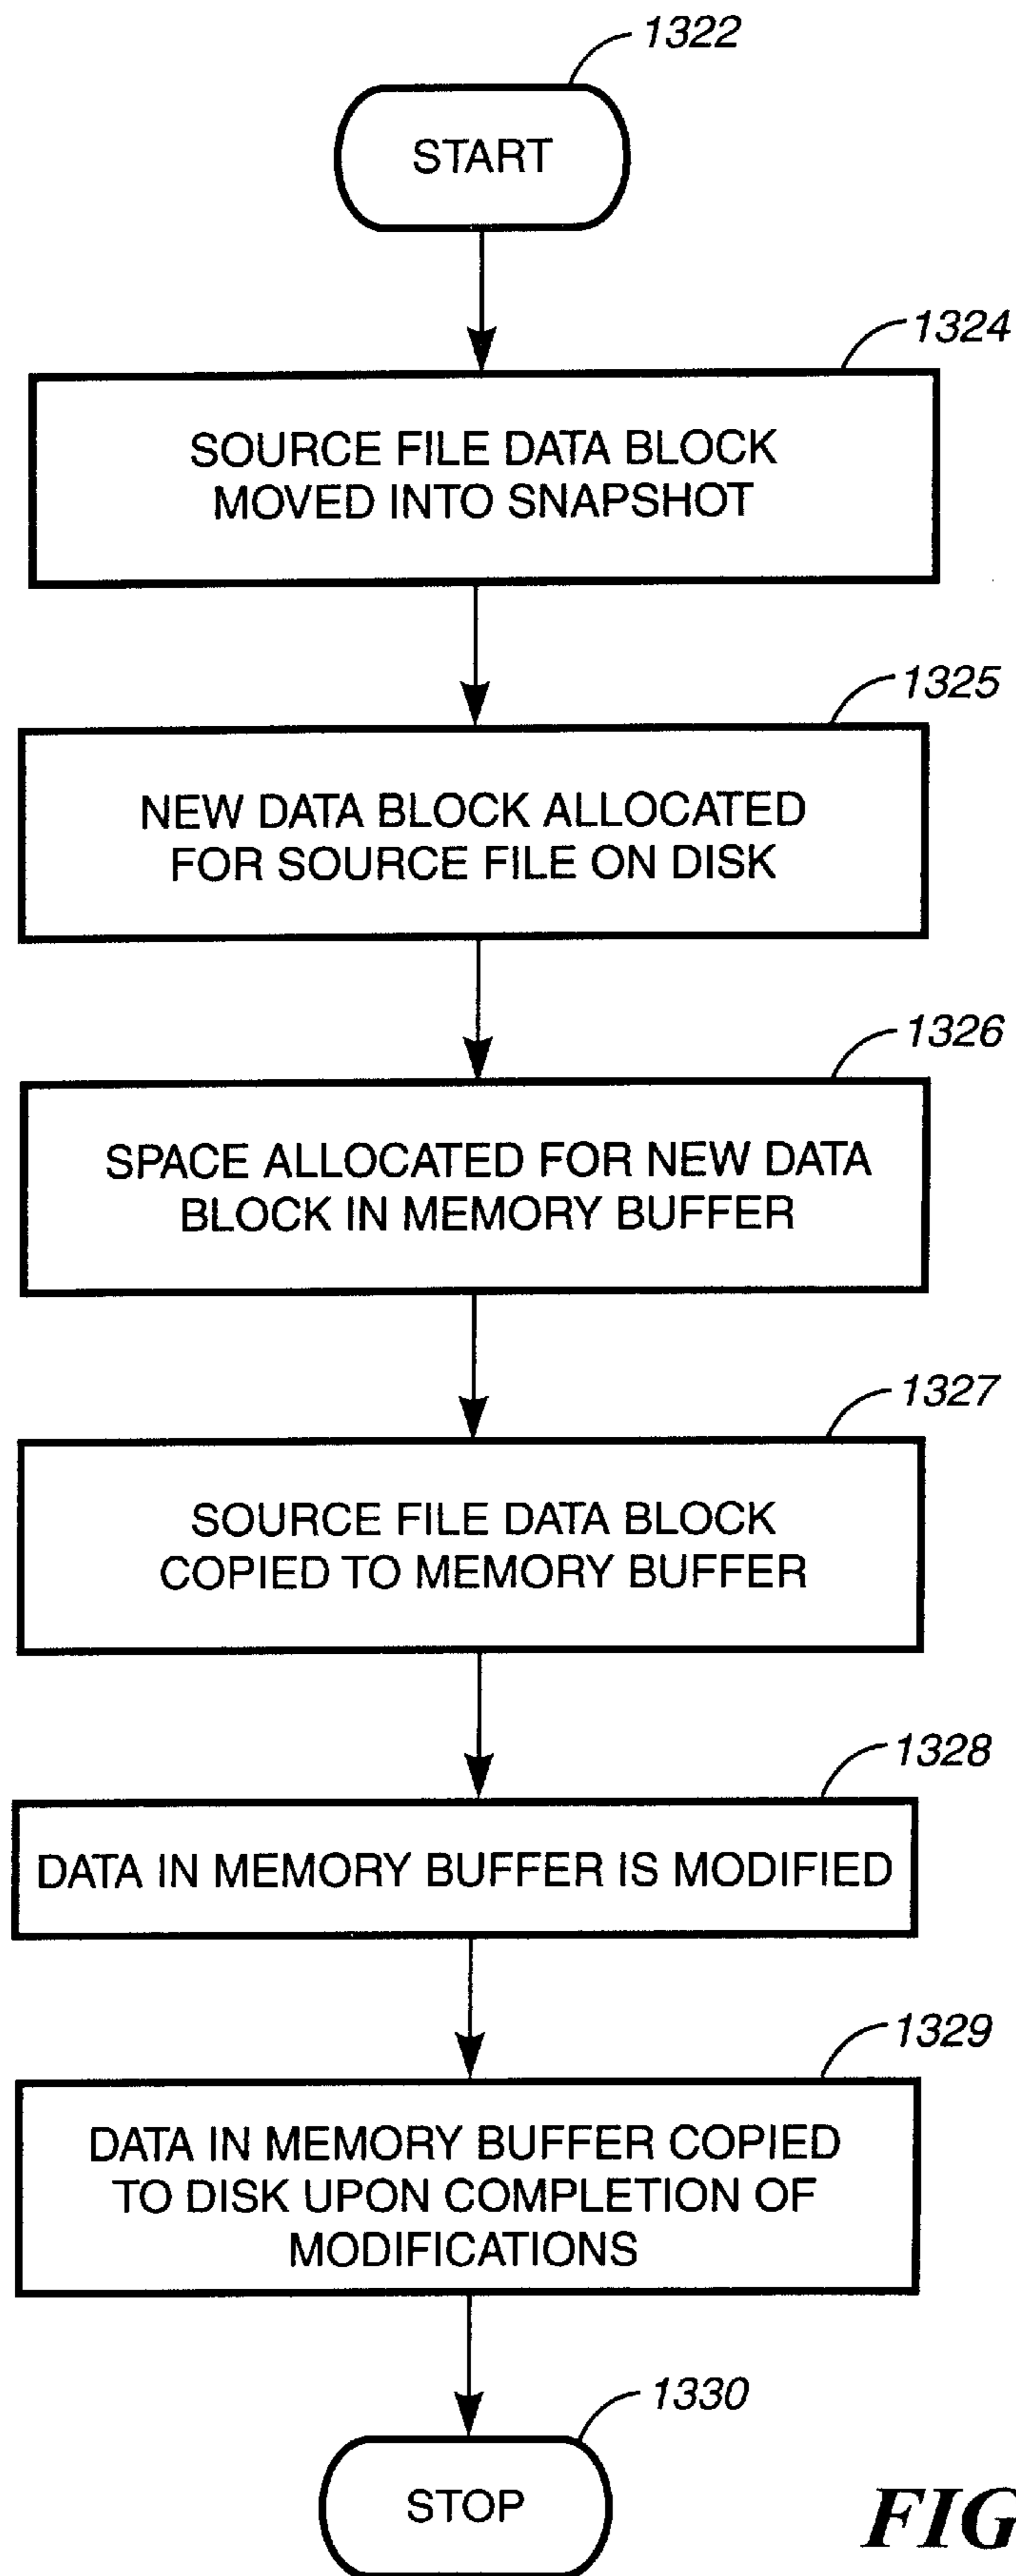 1322
START
1324
SOURCE FILE DATA BLOCK
MOVED INTO SNAPSHOT
1325
NEW DATA BLOCK ALLOCATED
FOR SOURCE FILE ON DISK
1326
SPACE ALLOCATED FOR NEW DATA
BLOCK IN MEMORY BUFFER
1327
SOURCE FILE DATA BLOCK
COPIED TO MEMORY BUFFER
1328
DATA IN MEMORY BUFFER IS MODIFIED
1329
DATA IN MEMORY BUFFER COPIED
TO DISK UPON COMPLETION OF
MODIFICATIONS
1330
STOP
FIG